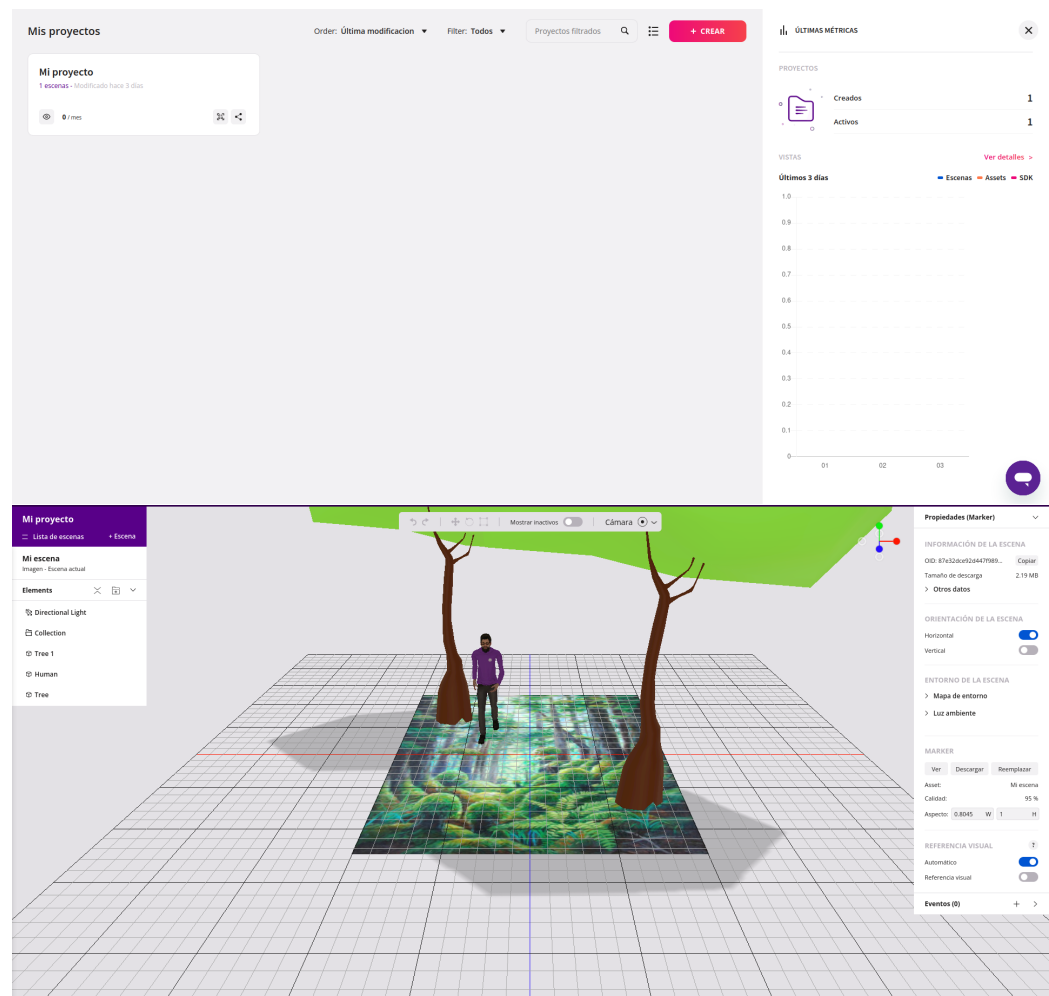 Mis proyectos
Order: Última modificacion
Filter: Todos
Proyectos filtrados
+ CREAR
Mi proyecto
1 escenas - Modificado hace 3 días
0 / mes
ÚLTIMAS MÉTRICAS
PROYECTOS
Creados 1
Activos 1
VISTAS
Ver detalles >
Últimos 3 días
Escenas Assets SDK
1.0
0.9
0.8
0.7
0.6
0.5
0.4
0.3
0.2
0.1
0
01 02 03
Mi proyecto
Lista de escenas
+ Escena
Mi escena
Imagen - Escena actual
Elements
Directional Light
Collection
Tree 1
Human
Tree
Mostrar inactivos
Cámara
Propiedades (Marker)
INFORMACIÓN DE LA ESCENA
OID: 87e32dce92d447f989... Copiar
Tamaño de descarga 2.19 MB
> Otros datos
ORIENTACIÓN DE LA ESCENA
Horizontal
Vertical
ENTORNO DE LA ESCENA
> Mapa de entorno
> Luz ambiente
MARKER
Ver Descargar Reemplazar
Asset: Mi escena
Calidad: 95 %
Aspecto: 0.8045 W 1 H
REFERENCIA VISUAL ?
Automático
Referencia visual
Eventos (0) + >